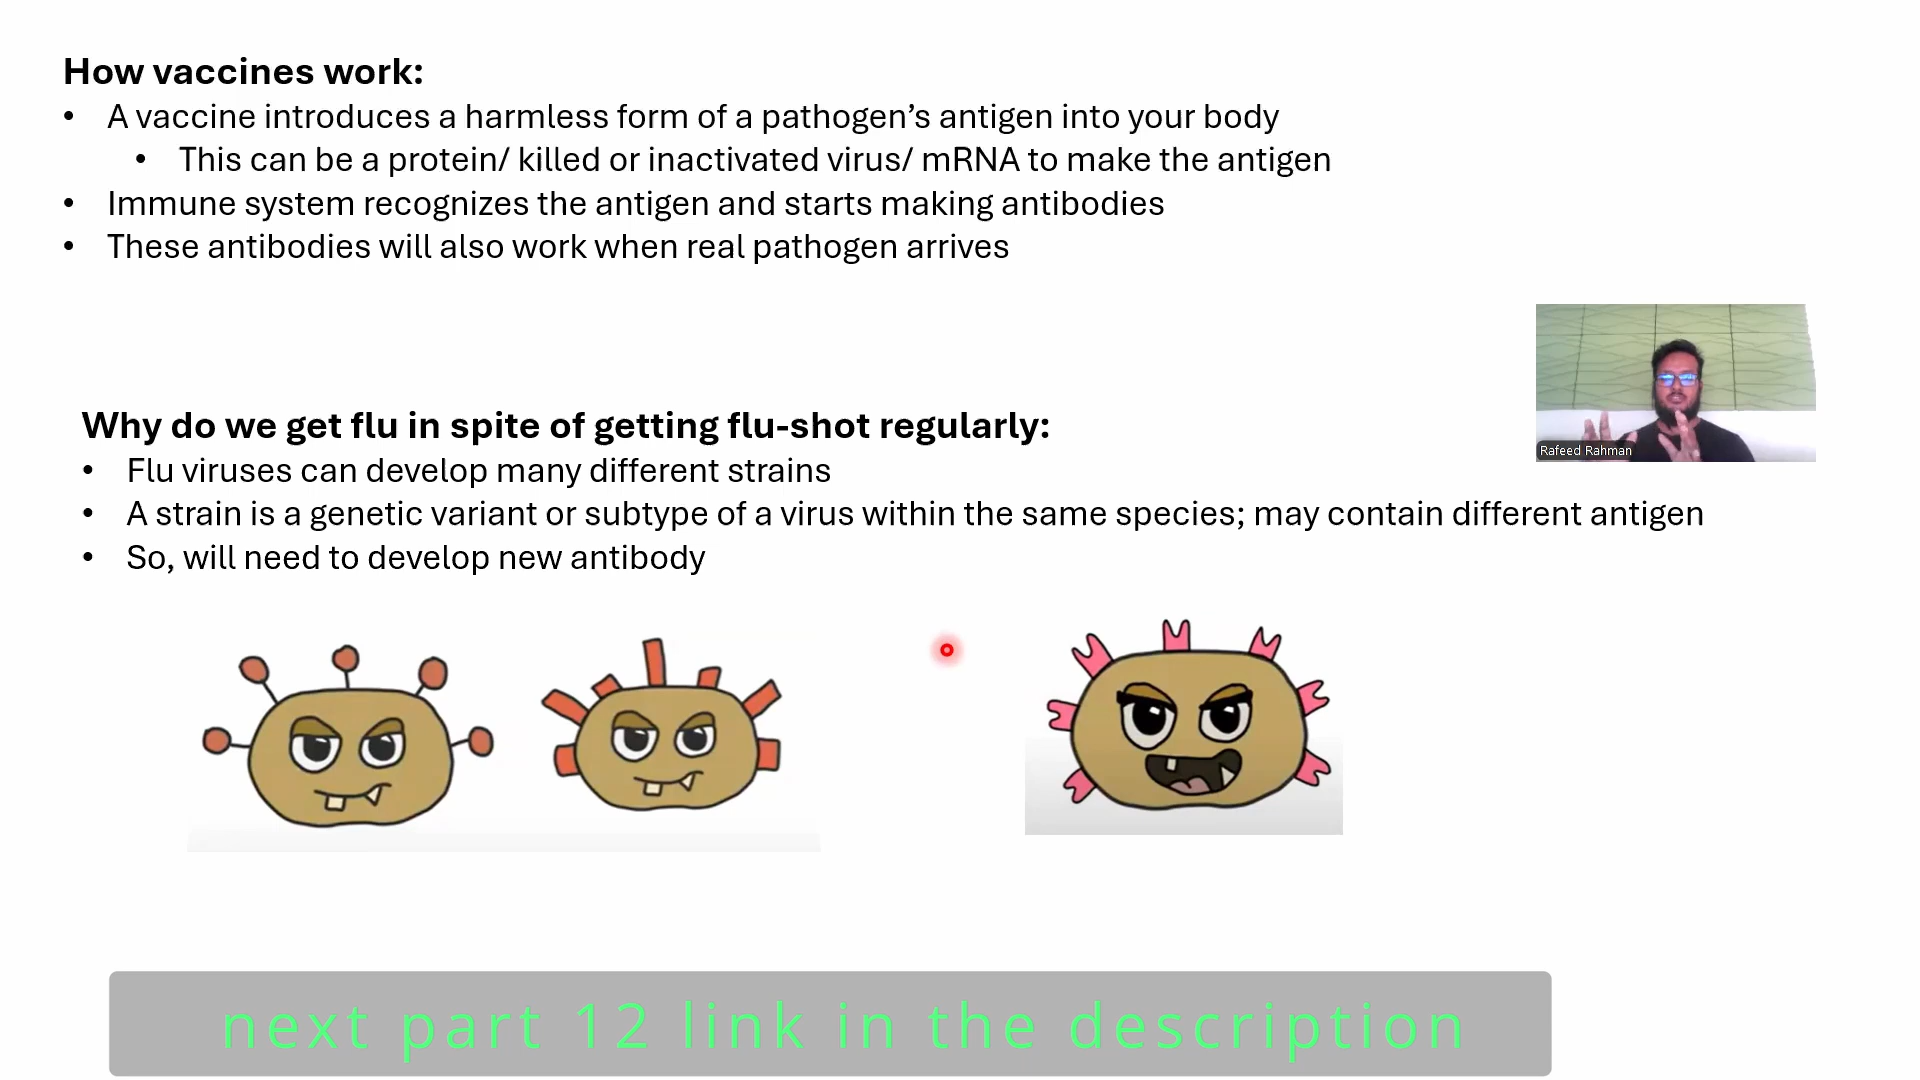 How vaccines work:
• A vaccine introduces a harmless form of a pathogen’s antigen into your body
• This can be a protein/ killed or inactivated virus/ mRNA to make the antigen
• Immune system recognizes the antigen and starts making antibodies
• These antibodies will also work when real pathogen arrives
Rafeed Rahman
Why do we get flu in spite of getting flu-shot regularly:
• Flu viruses can develop many different strains
• A strain is a genetic variant or subtype of a virus within the same species; may contain different antigen
• So, will need to develop new antibody
next part 12 link in the description